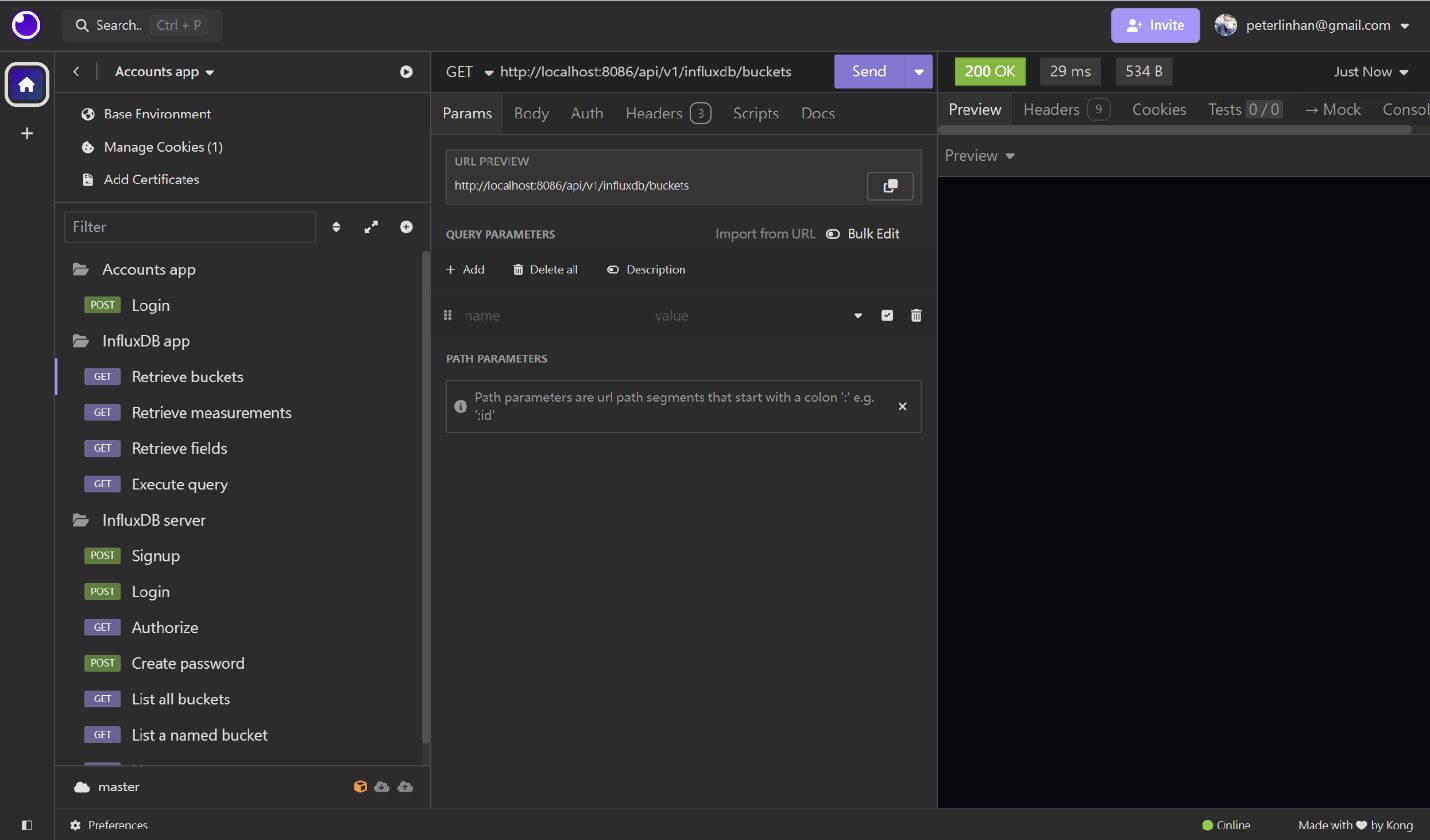 Search.. Ctrl + P
Invite
peterlinhan@gmail.com
Accounts app
Base Environment
Manage Cookies (1)
Add Certificates
Filter
Accounts app
POST Login
InfluxDB app
GET Retrieve buckets
GET Retrieve measurements
GET Retrieve fields
GET Execute query
InfluxDB server
POST Signup
POST Login
GET Authorize
POST Create password
GET List all buckets
GET List a named bucket
master
GET http://localhost:8086/api/v1/influxdb/buckets Send
Params Body Auth Headers 3 Scripts Docs
URL PREVIEW
http://localhost:8086/api/v1/influxdb/buckets
QUERY PARAMETERS Import from URL Bulk Edit
+ Add Delete all Description
name value
PATH PARAMETERS
Path parameters are url path segments that start with a colon ':' e.g.
':id'
200 OK 29 ms 534 B Just Now
Preview Headers 9 Cookies Tests 0 / 0 → Mock Consol
Preview
Preferences
Online Made with ❤ by Kong